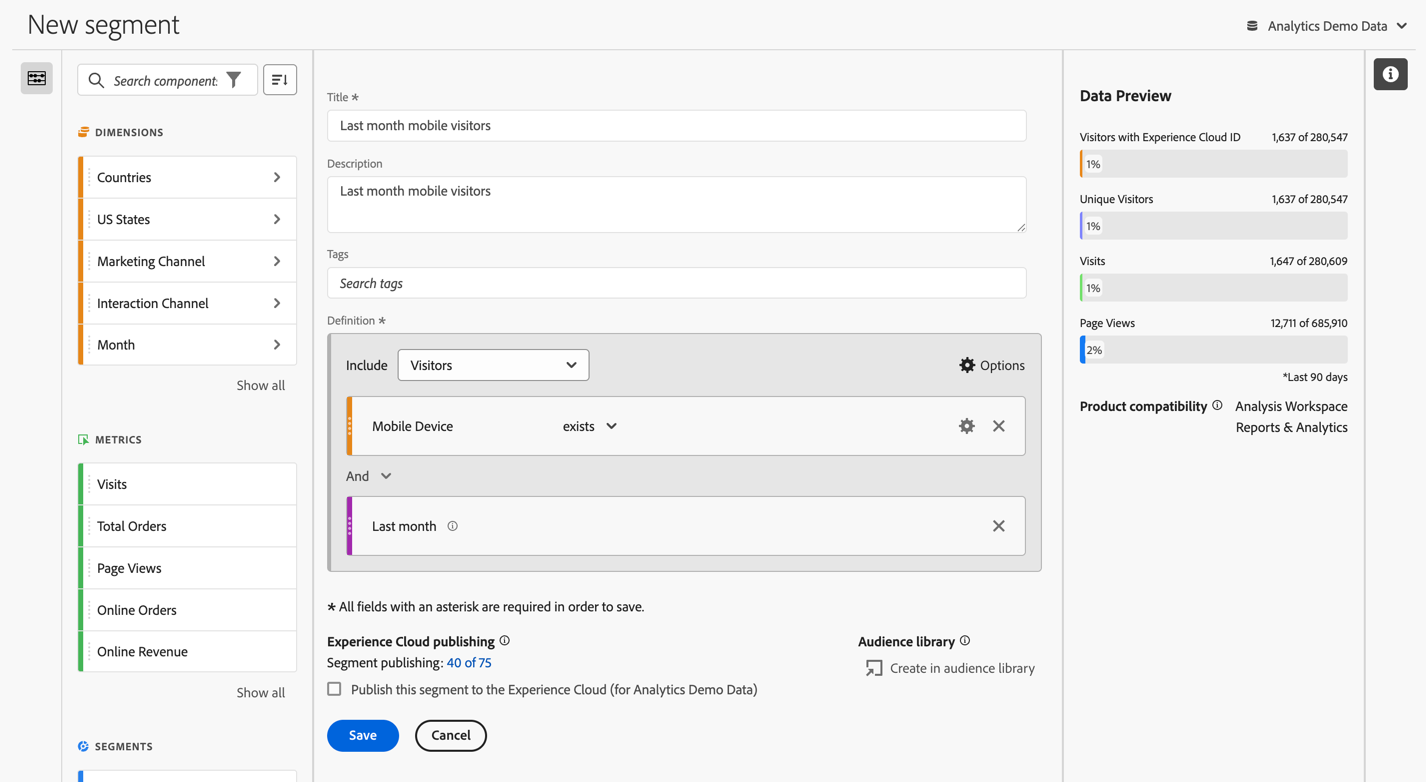 New segment
Analytics Demo Data
Search component
DIMENSIONS
Countries
US States
Marketing Channel
Interaction Channel
Month
Show all
METRICS
Visits
Total Orders
Page Views
Online Orders
Online Revenue
Show all
SEGMENTS
Title *
Last month mobile visitors
Description
Last month mobile visitors
Tags
Search tags
Definition *
Include Visitors Options
Mobile Device exists
And
Last month
* All fields with an asterisk are required in order to save.
Experience Cloud publishing
Segment publishing: 40 of 75
Publish this segment to the Experience Cloud (for Analytics Demo Data)
Audience library
Create in audience library
Save Cancel
Data Preview
Visitors with Experience Cloud ID 1,637 of 280,547
1%
Unique Visitors 1,637 of 280,547
1%
Visits 1,647 of 280,609
1%
Page Views 12,711 of 685,910
2%
*Last 90 days
Product compatibility Analysis Workspace
Reports & Analytics